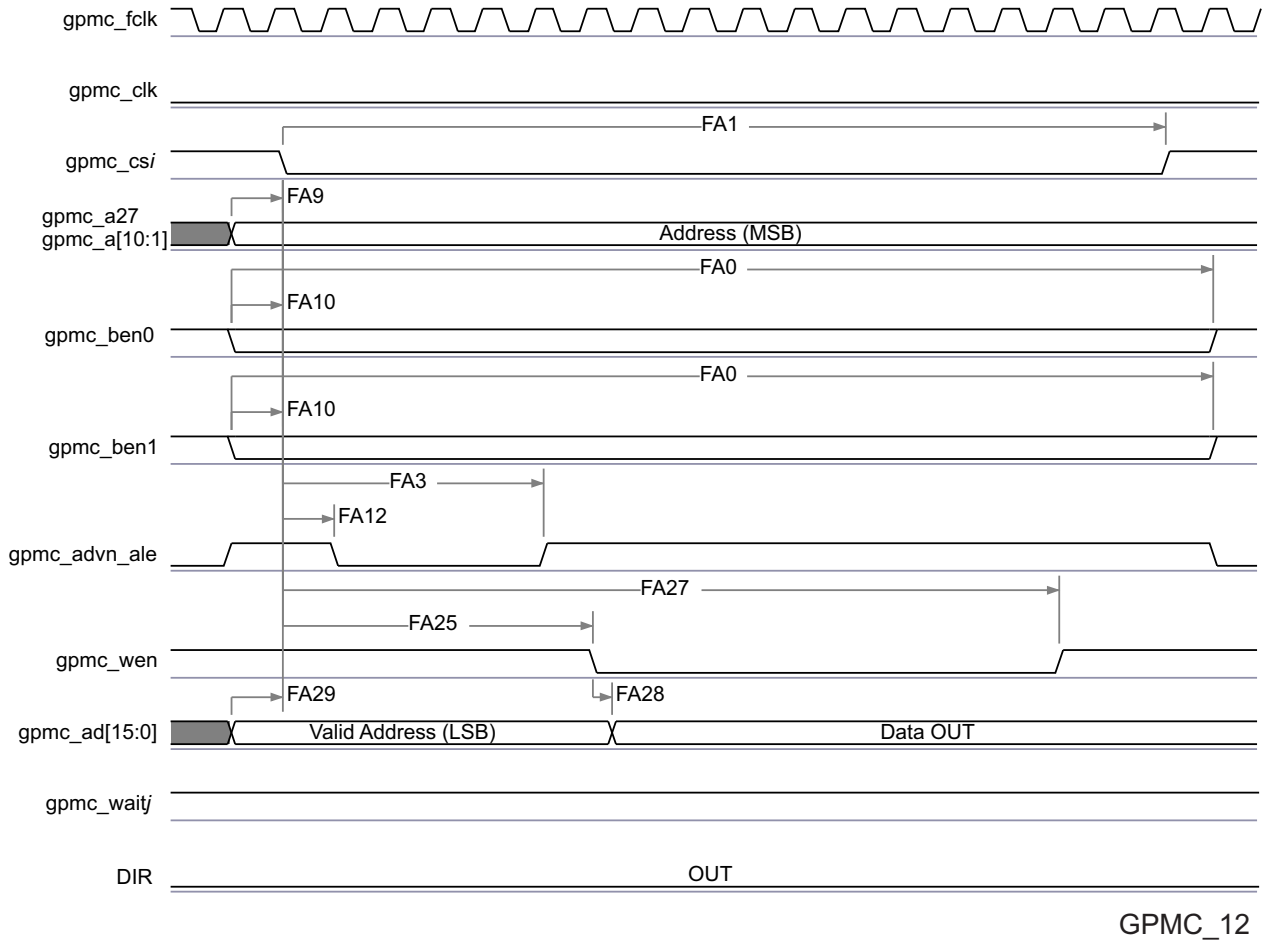 gpmc_fclk
gpmc_clk
FA1
gpmc_csi
FA9
gpmc_a27
gpmc_a[10:1]
Address (MSB)
FA0
FA10
gpmc_ben0
FA0
FA10
gpmc_ben1
FA3
FA12
gpmc_advn_ale
FA27
FA25
gpmc_wen
FA29
FA28
gpmc_ad[15:0]
Valid Address (LSB)
Data OUT
gpmc_waitj
DIR
OUT
GPMC_12